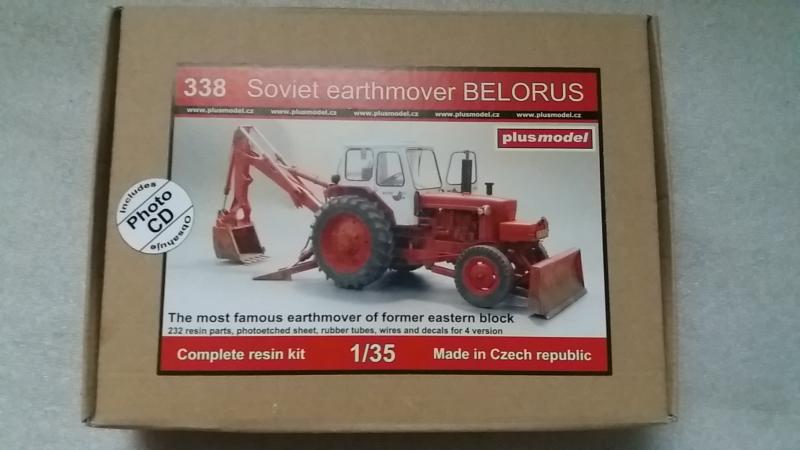 338 Soviet earthmover BELORUS
www.plusmodel.cz www.plusmodel.cz www.plusmodel.cz www.plusmodel.cz www.plusmodel.cz
plusmodel
Includes
Photo
CD
Obsahuje
The most famous earthmover of former eastern block
232 resin parts, photoetched sheet, rubber tubes, wires and decals for 4 version
Complete resin kit 1/35 Made in Czech republic